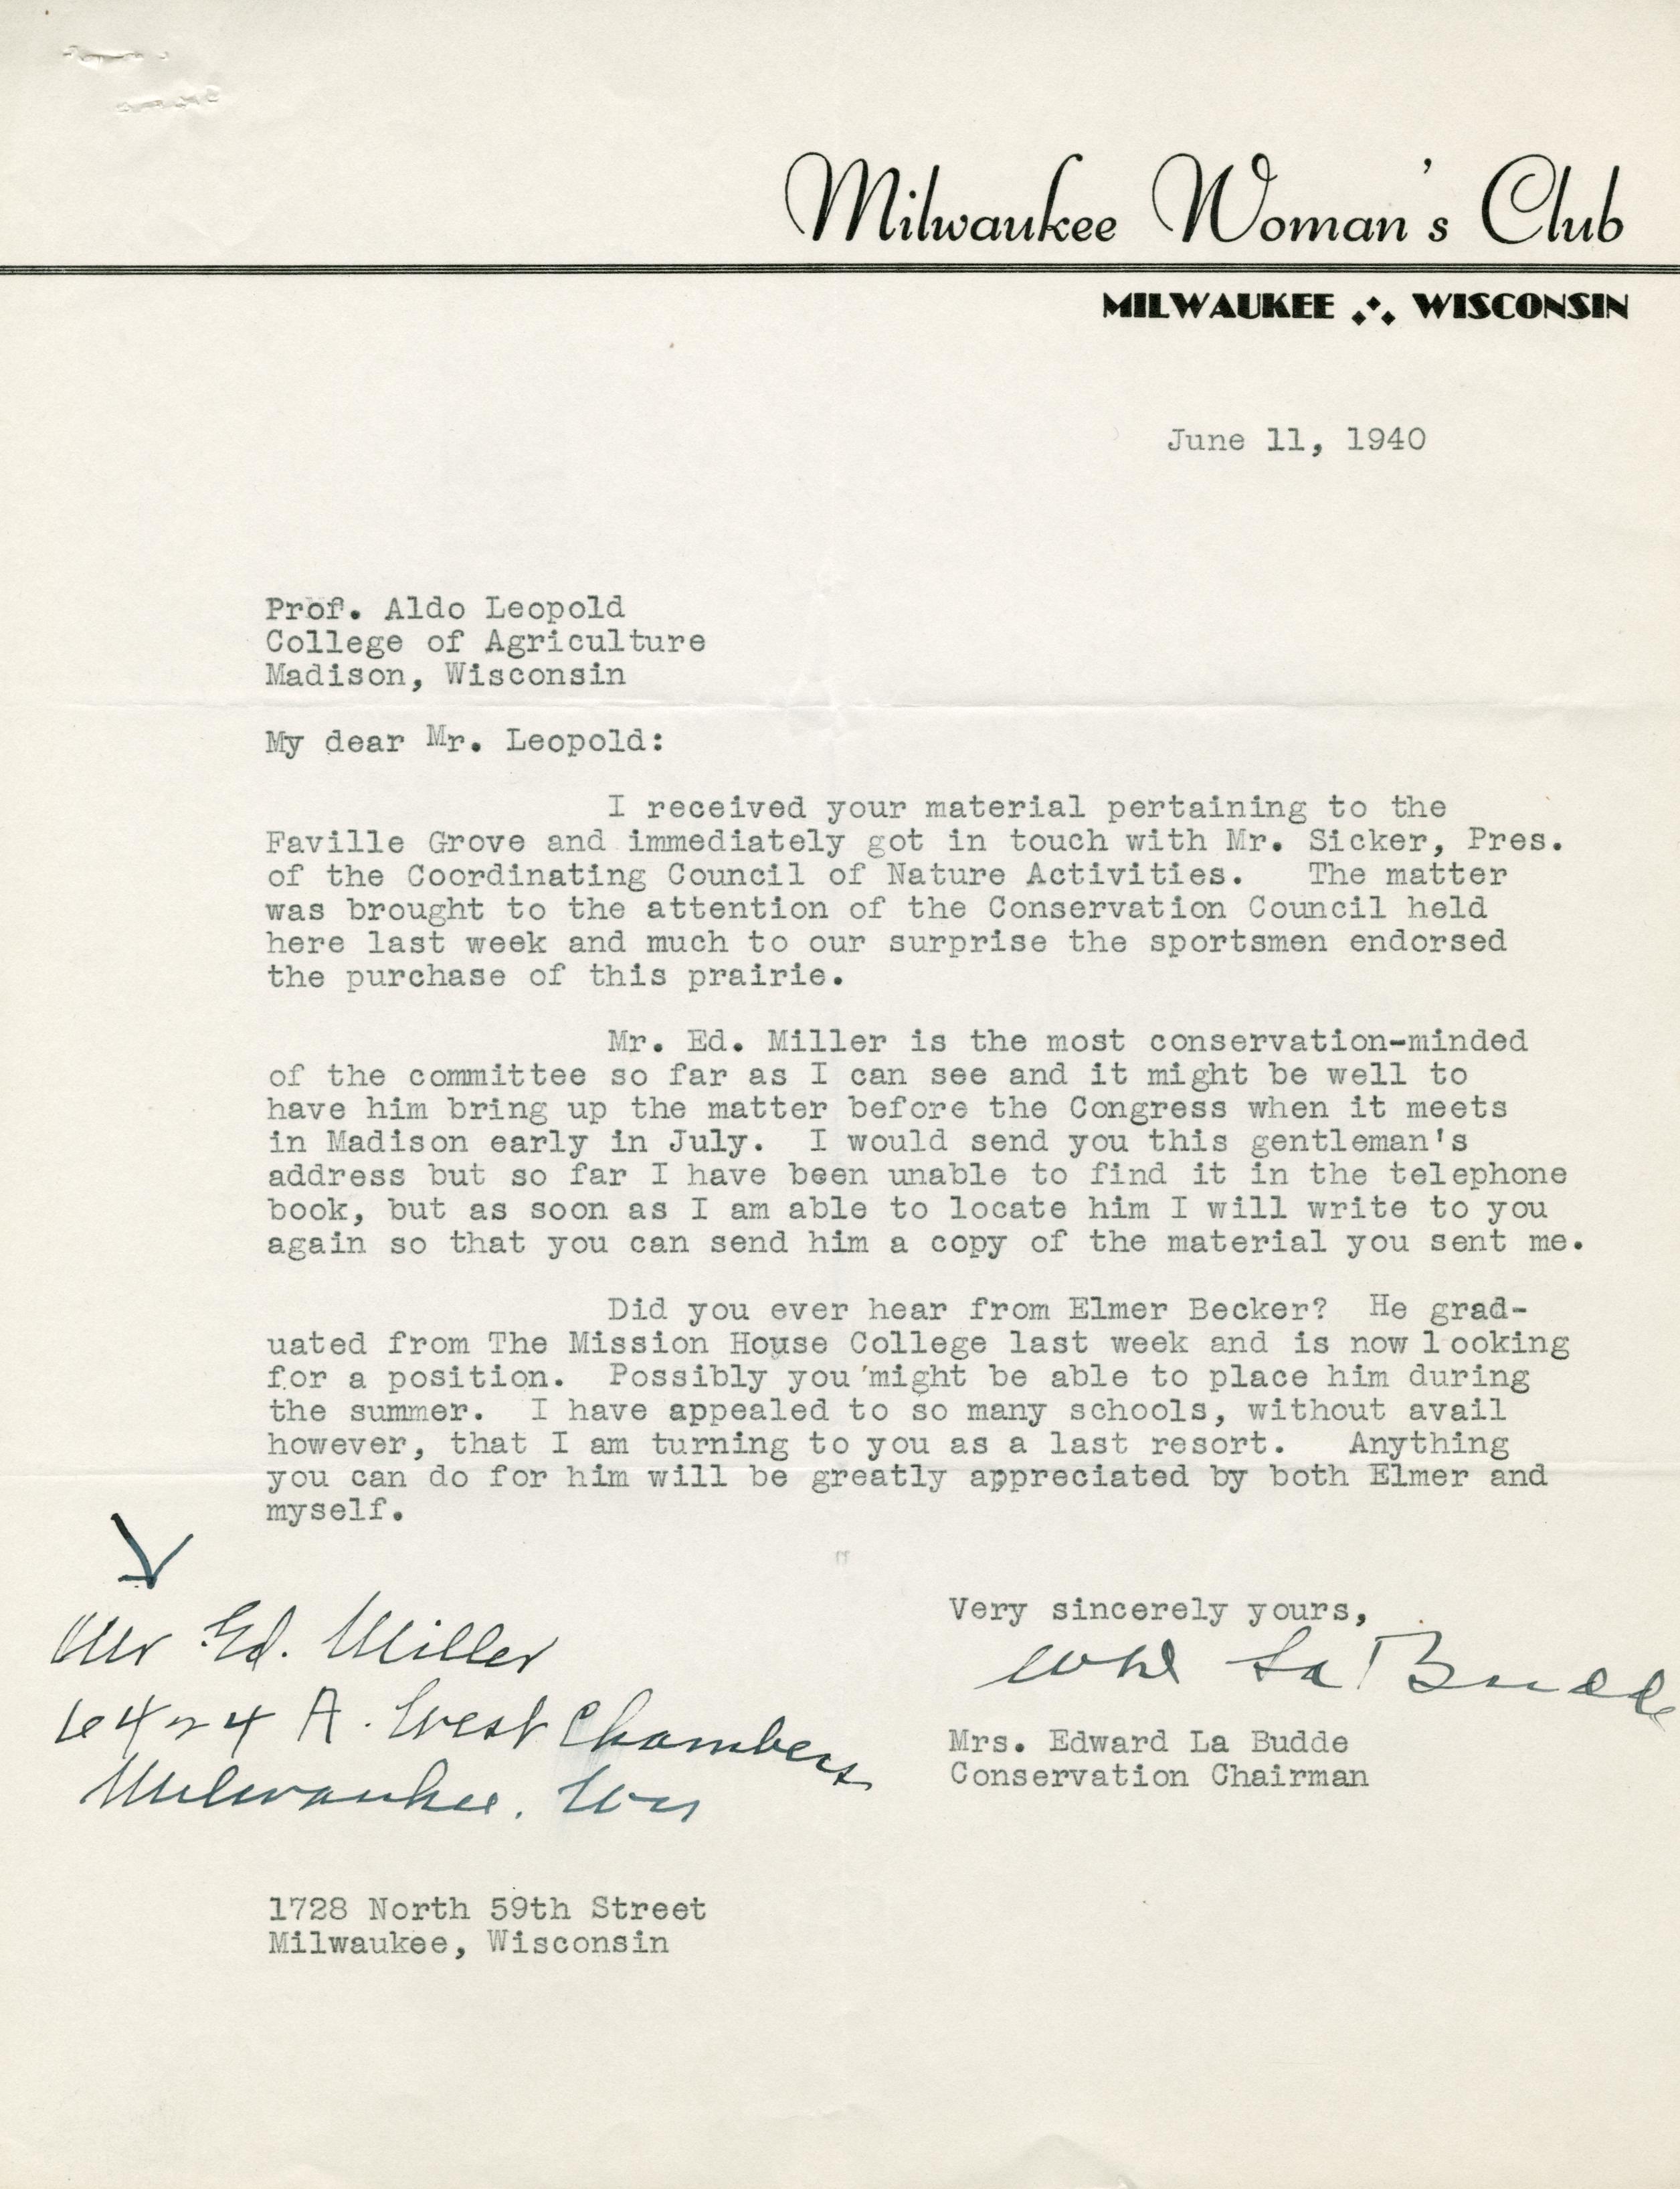 Milwaukee Woman's Club
MILWAUKEE WISCONSIN
June 11, 1940
Prof. Aldo Leopold
College of Agriculture
Madison, Wisconsin
My dear Mr. Leopold:
I received your material pertaining to the
Faville Grove and immediately got in touch with Mr. Sicker, Pres.
of the Coordinating Council of Nature Activities. The matter
was brought to the attention of the Conservation Council held
here last week and much to our surprise the sportsmen endorsed
the purchase of this prairie.
Mr. Ed. Miller is the most conservation-minded
of the committee so far as I can see and it might be well to
have him bring up the matter before the Congress when it meets
in Madison early in July. I would send you this gentleman's
address but so far I have been unable to find it in the telephone
book, but as soon as I am able to locate him I will write to you
again so that you can send him a copy of the material you sent me.
Did you ever hear from Elmer Becker? He grad-
uated from The Mission House College last week and is now looking
for a position. Possibly you might be able to place him during
the summer. I have appealed to so many schools, without avail
however, that I am turning to you as a last resort. Anything
you can do for him will be greatly appreciated by both Elmer and
myself.
Very sincerely yours,
La Budde
Mrs. Edward La Budde
Conservation Chairman
Mr Ed. Miller
A. West Chambers
Milwaukee. Wis
1728 North 59th Street
Milwaukee, Wisconsin